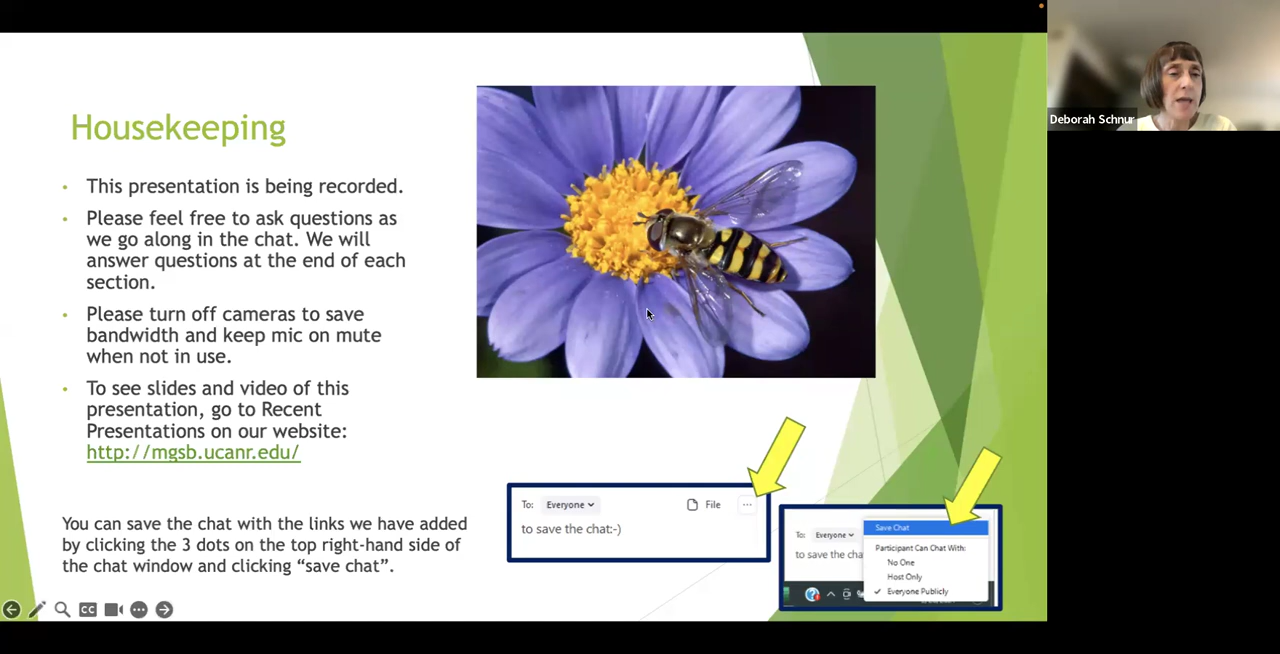 Housekeeping
• This presentation is being recorded.
• Please feel free to ask questions as
we go along in the chat. We will
answer questions at the end of each
section.
• Please turn off cameras to save
bandwidth and keep mic on mute
when not in use.
• To see slides and video of this
presentation, go to Recent
Presentations on our website:
http://mgsb.ucanr.edu/
You can save the chat with the links we have added
by clicking the 3 dots on the top right-hand side of
the chat window and clicking “save chat”.
To: Everyone File ...
to save the chat:-)
Save Chat
To: Everyone
Participant Can Chat With:
to save the cha
No One
Host Only
✓ Everyone Publicly
CC
Deborah Schnur